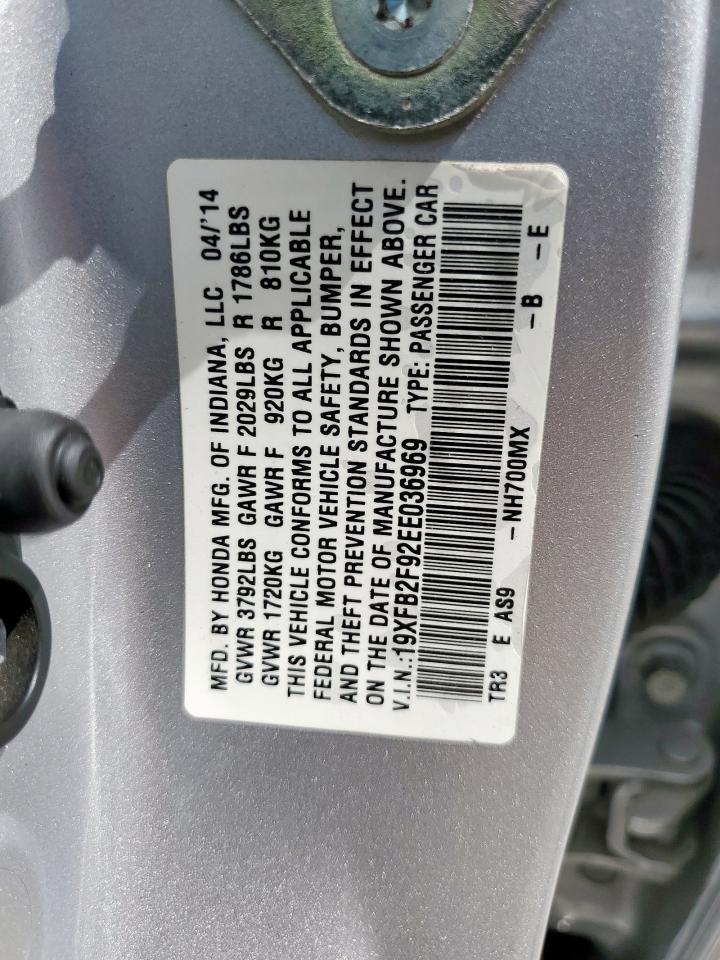 MFD. BY HONDA MFG. OF INDIANA, LLC 04/'14
GVWR 3792LBS GAWR F 2029LBS R 1786LBS
GVWR 1720KG GAWR F 920KG R 810KG
THIS VEHICLE CONFORMS TO ALL APPLICABLE
FEDERAL MOTOR VEHICLE SAFETY, BUMPER,
AND THEFT PREVENTION STANDARDS IN EFFECT
ON THE DATE OF MANUFACTURE SHOWN ABOVE.
V.I.N.:19XFB2F92EE036969 TYPE: PASSENGER CAR
TR3 E AS9 - NH700MX -B -E